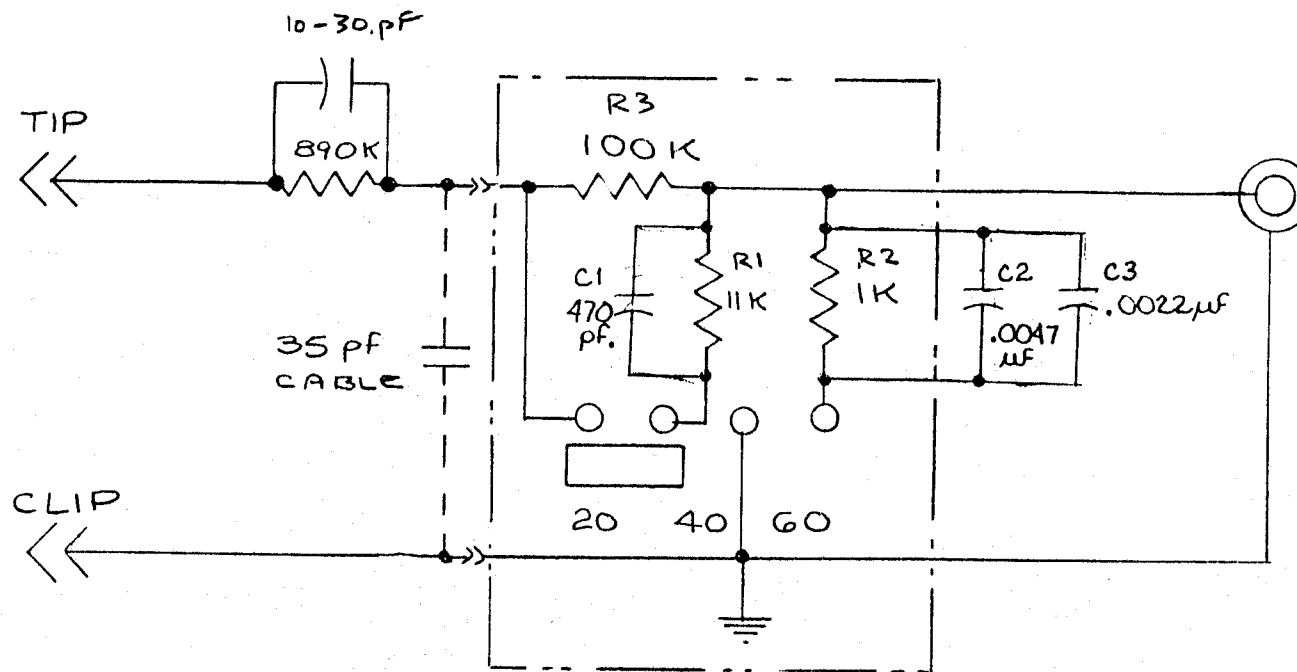 10-30.pF
TIP
890K
R3
100K
C1
470
pf.
R1
11K
R2
1K
C2
.0047
µf
C3
.0022µf
35 pf
CABLE
CLIP
20 40 60